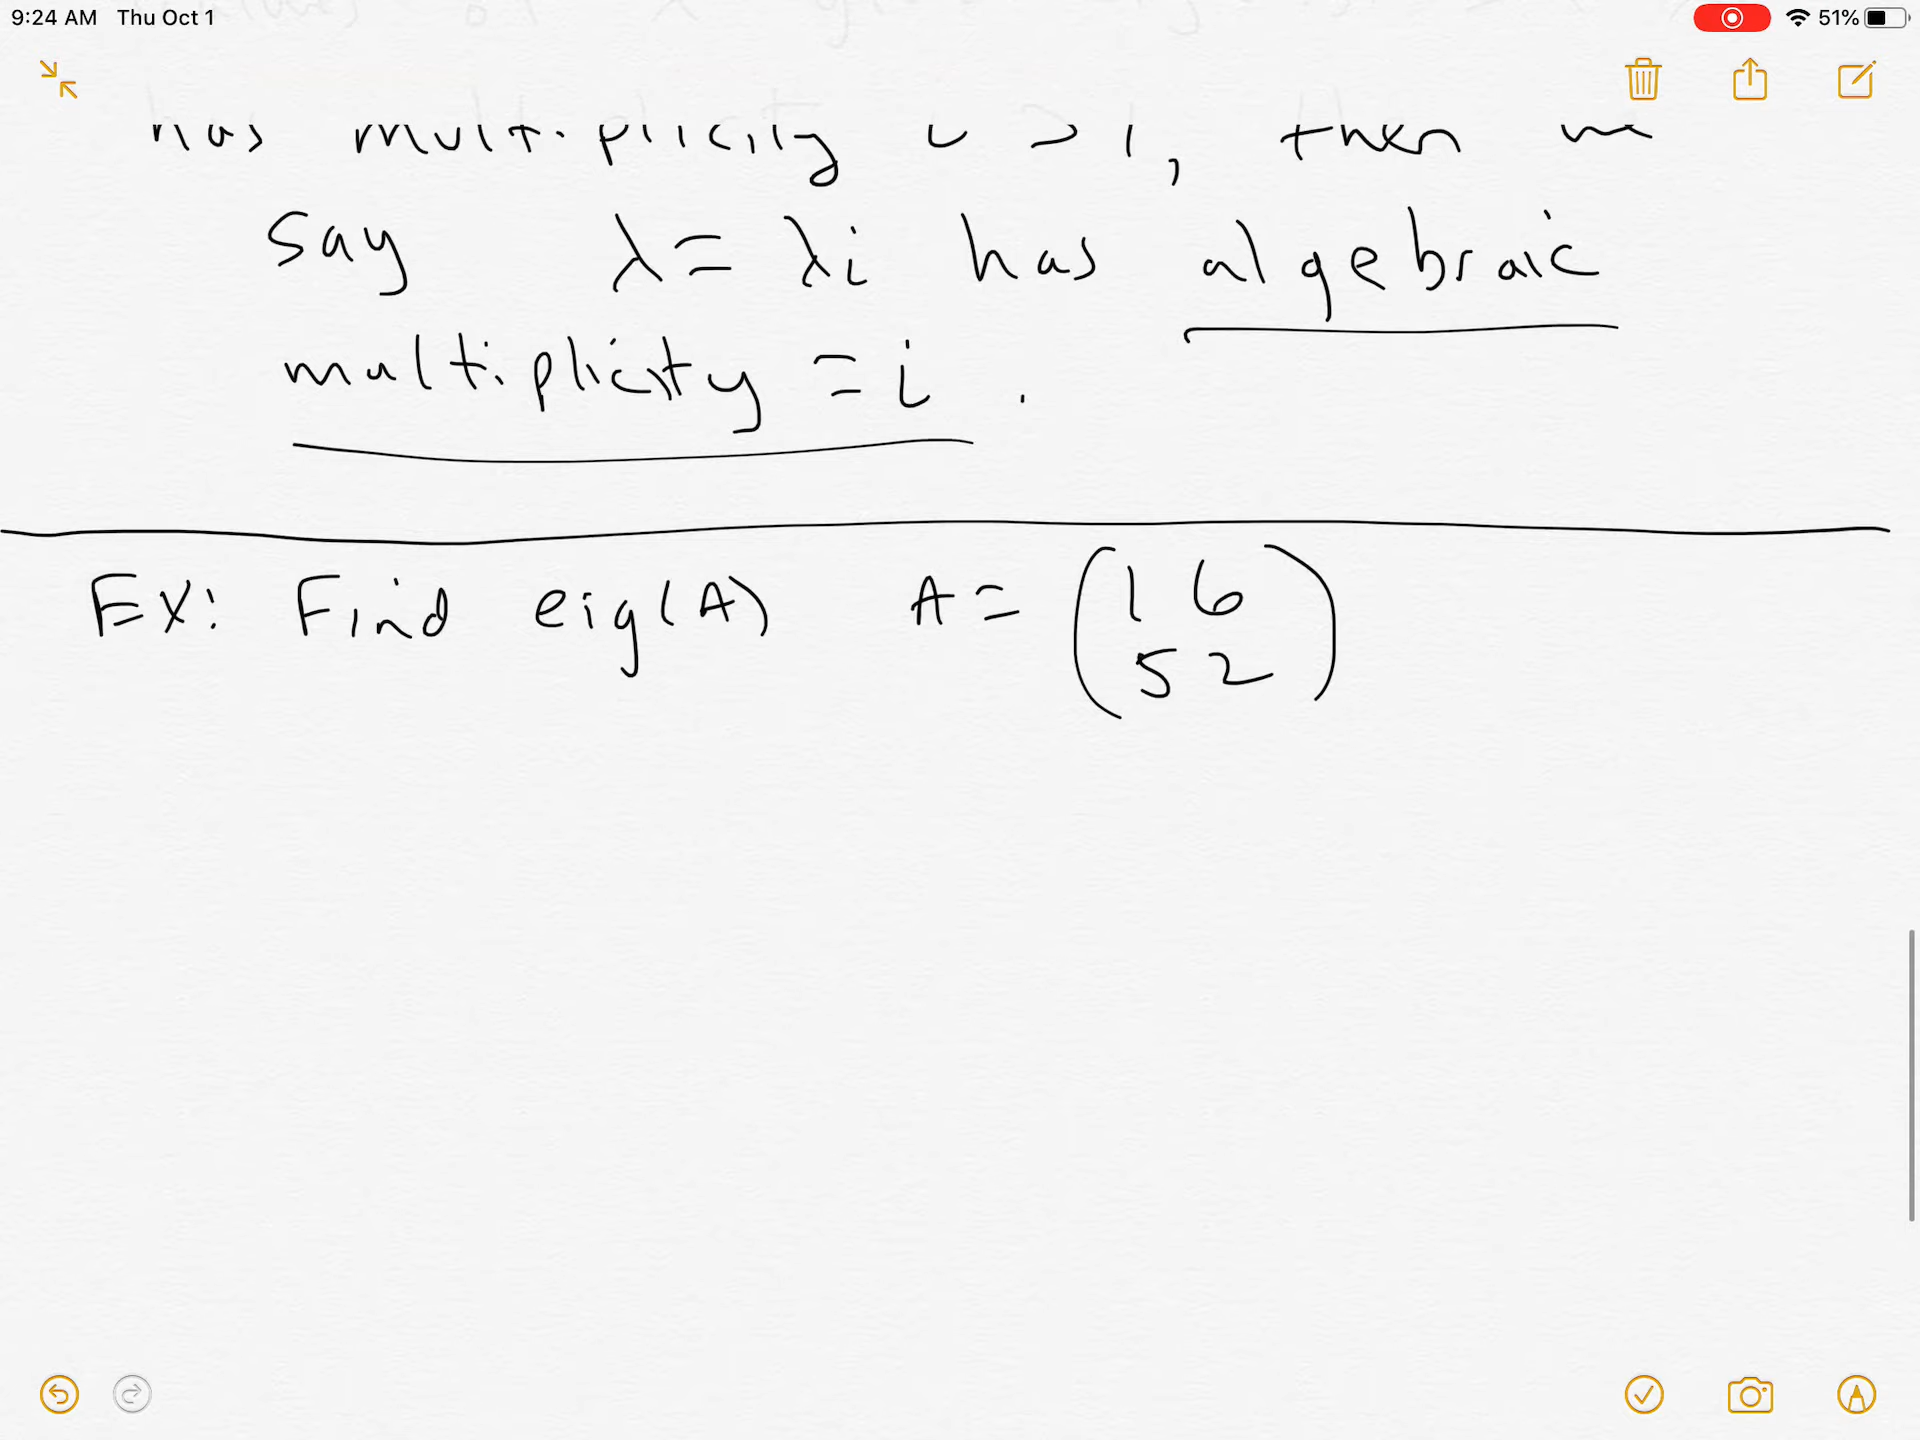 9:24 AM Thu Oct 1
51%
has multiplicity i > 1, then we
say λ = λi has algebraic
multiplicity = i .
EX: Find eig(A) A = (1 6
5 2)